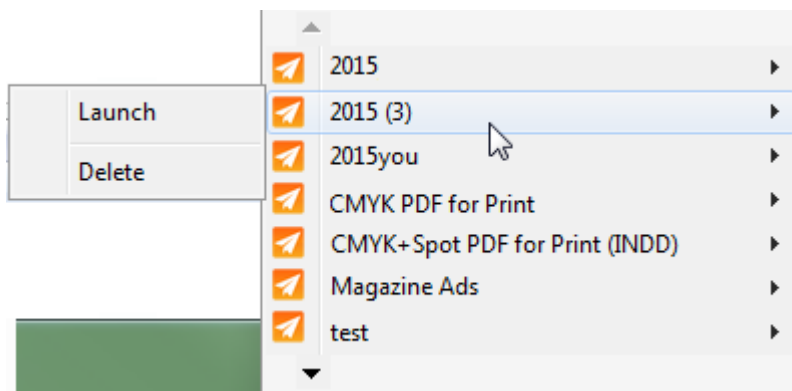 2015
Launch
2015 (3)
2015you
Delete
CMYK PDF for Print
CMYK+Spot PDF for Print (INDD)
Magazine Ads
test